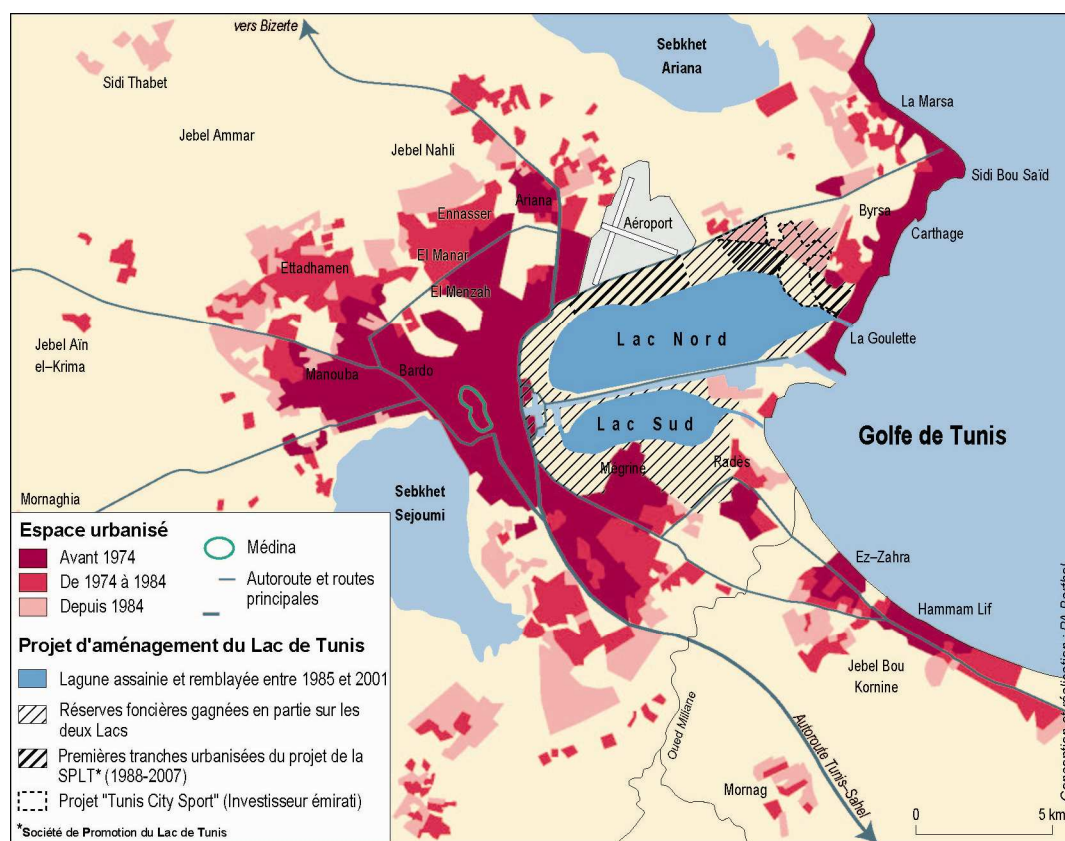 vers Bizerte
Sebkhet
Ariana
Sidi Thabet
La Marsa
Jebel Ammar
Jebel Nahli
Sidi Bou Saïd
Ariana
Byrsa
Ennasser
Aéroport
Carthage
El Manar
Ettadhamen
El Menzah
Lac Nord
La Goulette
Jebel Aïn
el–Krima
Manouba
Bardo
Lac Sud
Golfe de Tunis
Mégrine
Radès
Sebkhet
Sejoumi
Mornaghia
Ez–Zahra
Hammam Lif
Jebel Bou
Kornine
Oued Miliane
Autoroute Tunis–Sahel
Mornag
Espace urbanisé
Avant 1974
De 1974 à 1984
Depuis 1984
Médina
Autoroute et routes
principales
Projet d'aménagement du Lac de Tunis
Lagune assainie et remblayée entre 1985 et 2001
Réserves foncières gagnées en partie sur les
deux Lacs
Premières tranches urbanisées du projet de la
SPLT* (1988-2007)
Projet "Tunis City Sport" (Investisseur émirati)
*Société de Promotion du Lac de Tunis
0 5 km
Conception et réalisation : PA Barthel